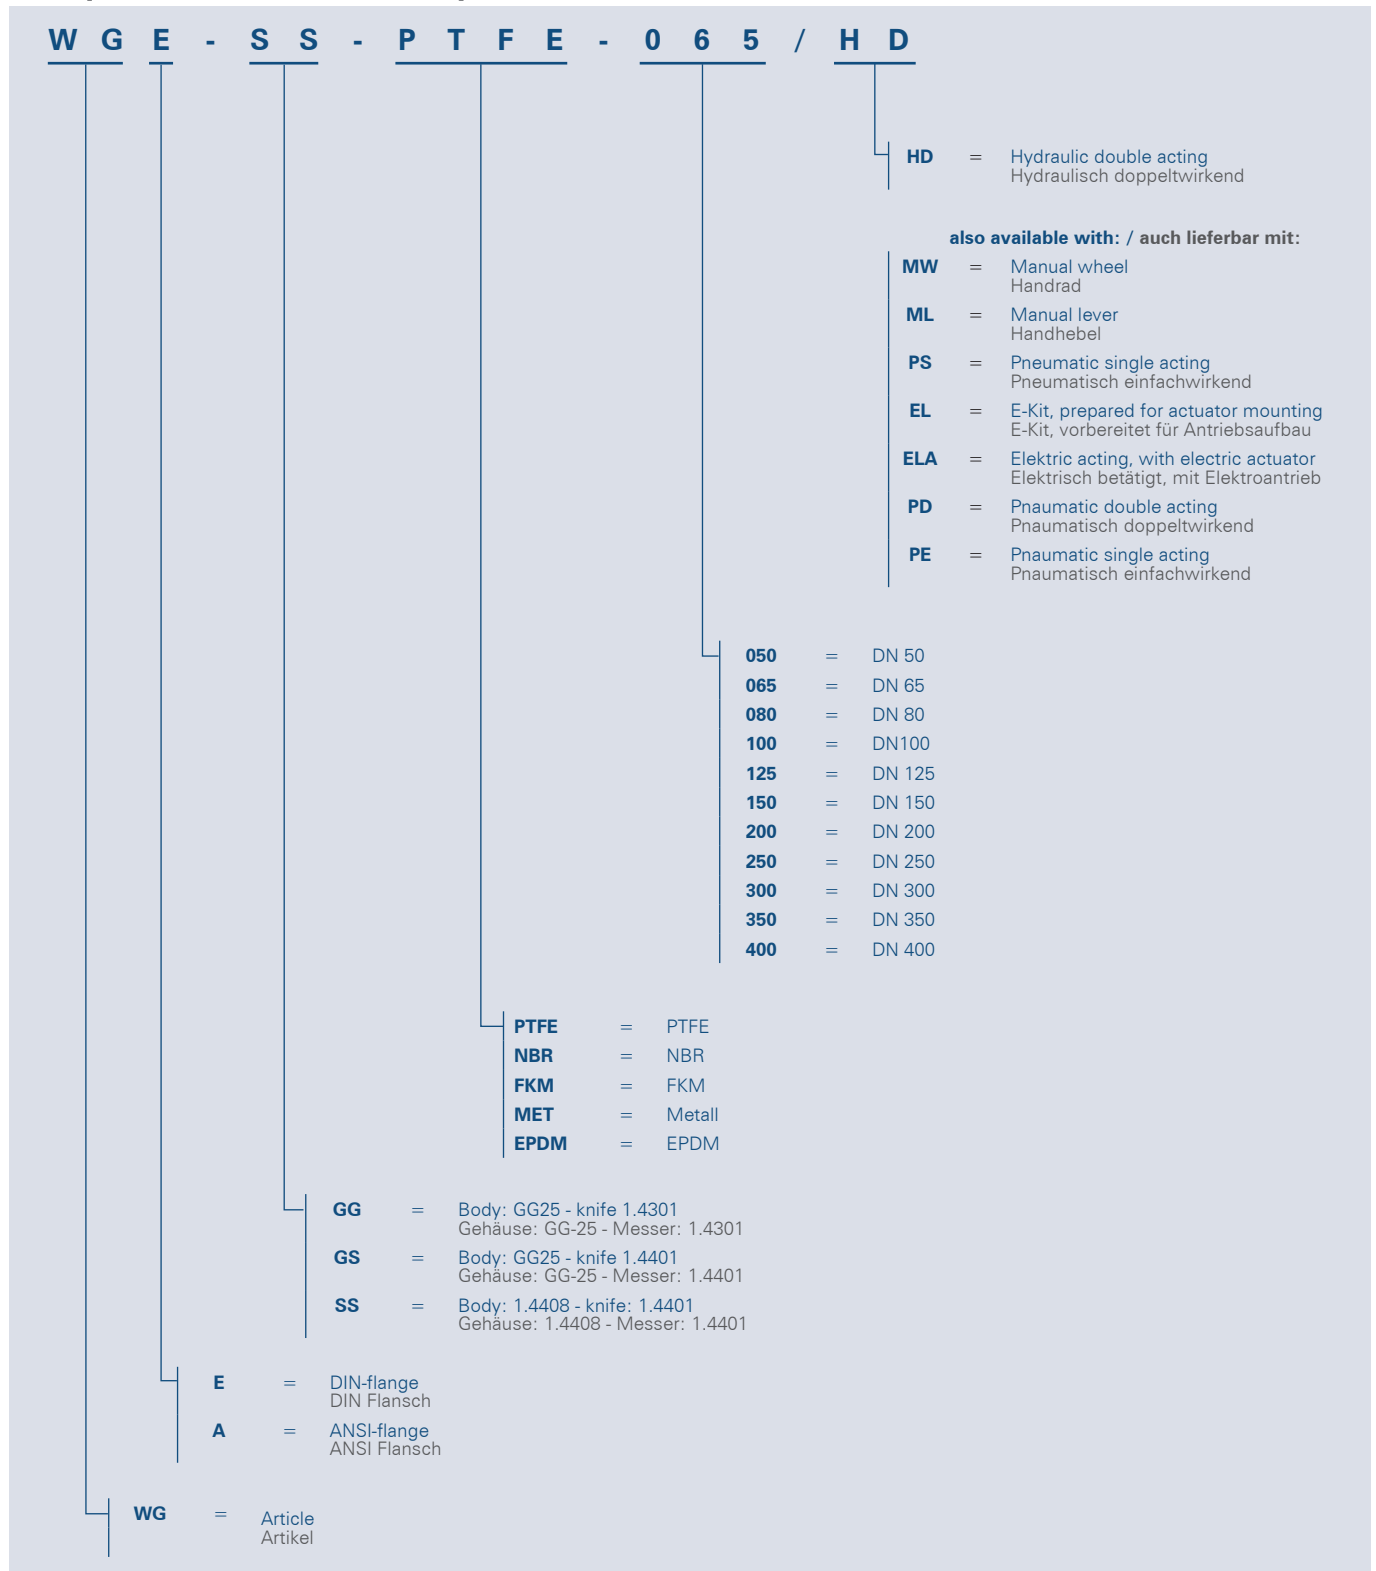 W G E - S S - P T F E - 0 6 5 / H D
HD = Hydraulic double acting
Hydraulisch doppeltwirkend
also available with: / auch lieferbar mit:
MW = Manual wheel
Handrad
ML = Manual lever
Handhebel
PS = Pneumatic single acting
Pneumatisch einfachwirkend
EL = E-Kit, prepared for actuator mounting
E-Kit, vorbereitet für Antriebsaufbau
ELA = Elektric acting, with electric actuator
Elektrisch betätigt, mit Elektroantrieb
PD = Pnaumatic double acting
Pnaumatisch doppeltwirkend
PE = Pnaumatic single acting
Pnaumatisch einfachwirkend
050 = DN 50
065 = DN 65
080 = DN 80
100 = DN100
125 = DN 125
150 = DN 150
200 = DN 200
250 = DN 250
300 = DN 300
350 = DN 350
400 = DN 400
PTFE = PTFE
NBR = NBR
FKM = FKM
MET = Metall
EPDM = EPDM
GG = Body: GG25 - knife 1.4301
Gehäuse: GG-25 - Messer: 1.4301
GS = Body: GG25 - knife 1.4401
Gehäuse: GG-25 - Messer: 1.4401
SS = Body: 1.4408 - knife: 1.4401
Gehäuse: 1.4408 - Messer: 1.4401
E = DIN-flange
DIN Flansch
A = ANSI-flange
ANSI Flansch
WG = Article
Artikel